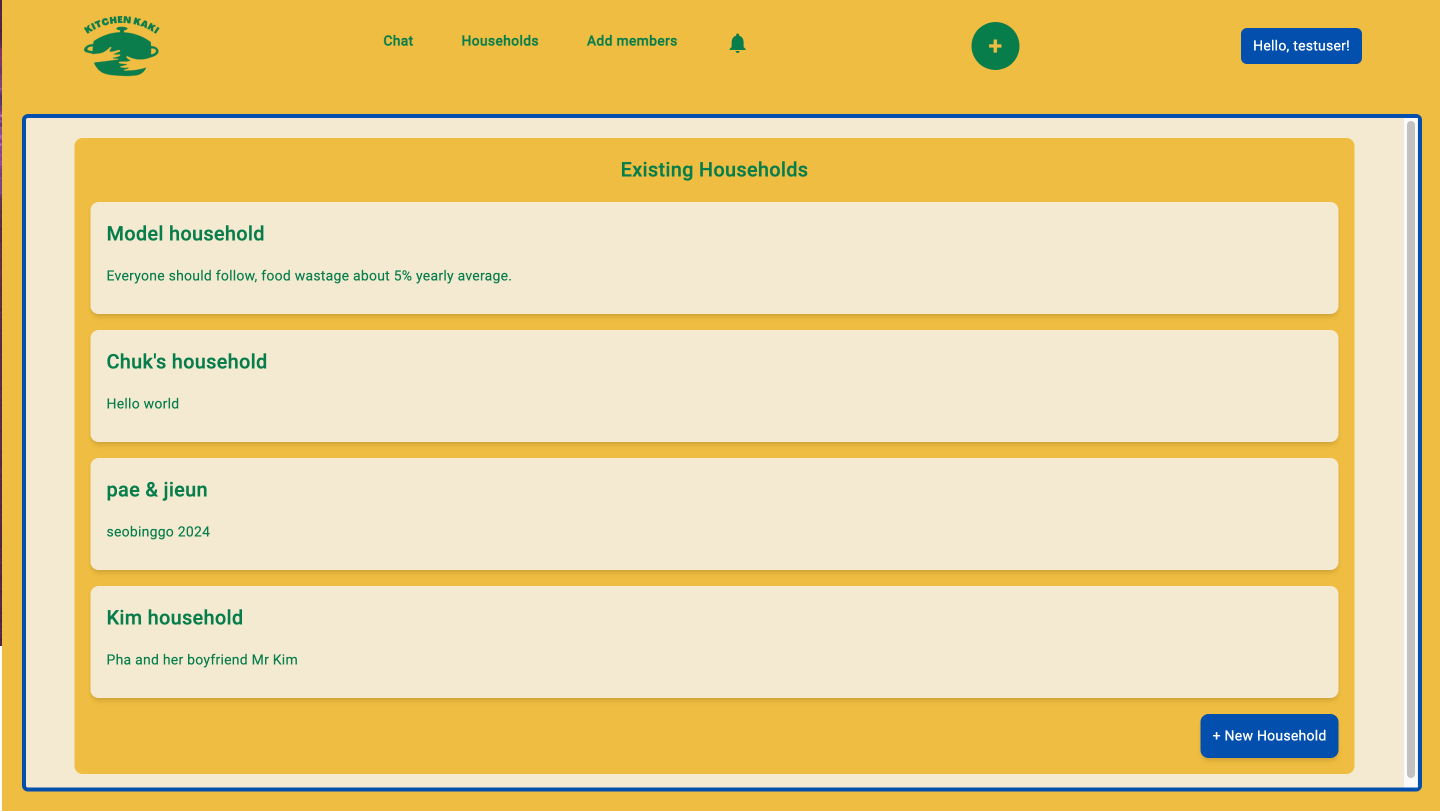 KITCHEN KAKI
Chat
Households
Add members
+
Hello, testuser!
Existing Households
Model household
Everyone should follow, food wastage about 5% yearly average.
Chuk's household
Hello world
pae & jieun
seobinggo 2024
Kim household
Pha and her boyfriend Mr Kim
+ New Household